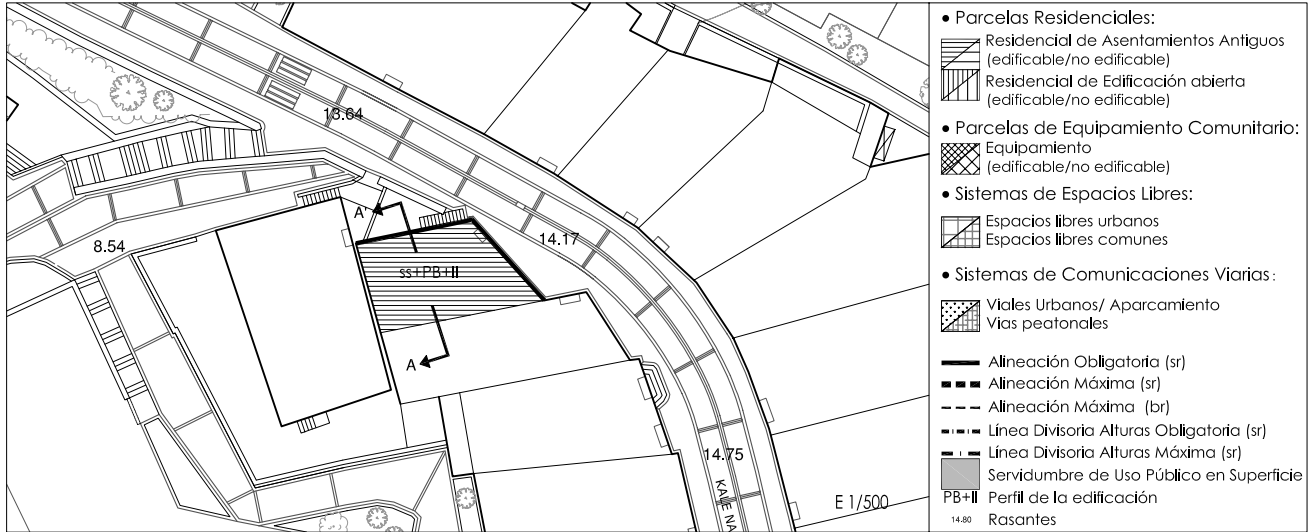 13.64
A'
14.17
8.54
ss+PB+II
A
14.75
KALE NA
E 1/500
• Parcelas Residenciales:
Residencial de Asentamientos Antiguos
(edificable/no edificable)
Residencial de Edificación abierta
(edificable/no edificable)
• Parcelas de Equipamiento Comunitario:
Equipamiento
(edificable/no edificable)
• Sistemas de Espacios Libres:
Espacios libres urbanos
Espacios libres comunes
• Sistemas de Comunicaciones Viarias:
Viales Urbanos/ Aparcamiento
Vias peatonales
Alineación Obligatoria (sr)
Alineación Máxima (sr)
Alineación Máxima (br)
Línea Divisoria Alturas Obligatoria (sr)
Línea Divisoria Alturas Máxima (sr)
Servidumbre de Uso Público en Superficie
PB+II Perfil de la edificación
14.80 Rasantes